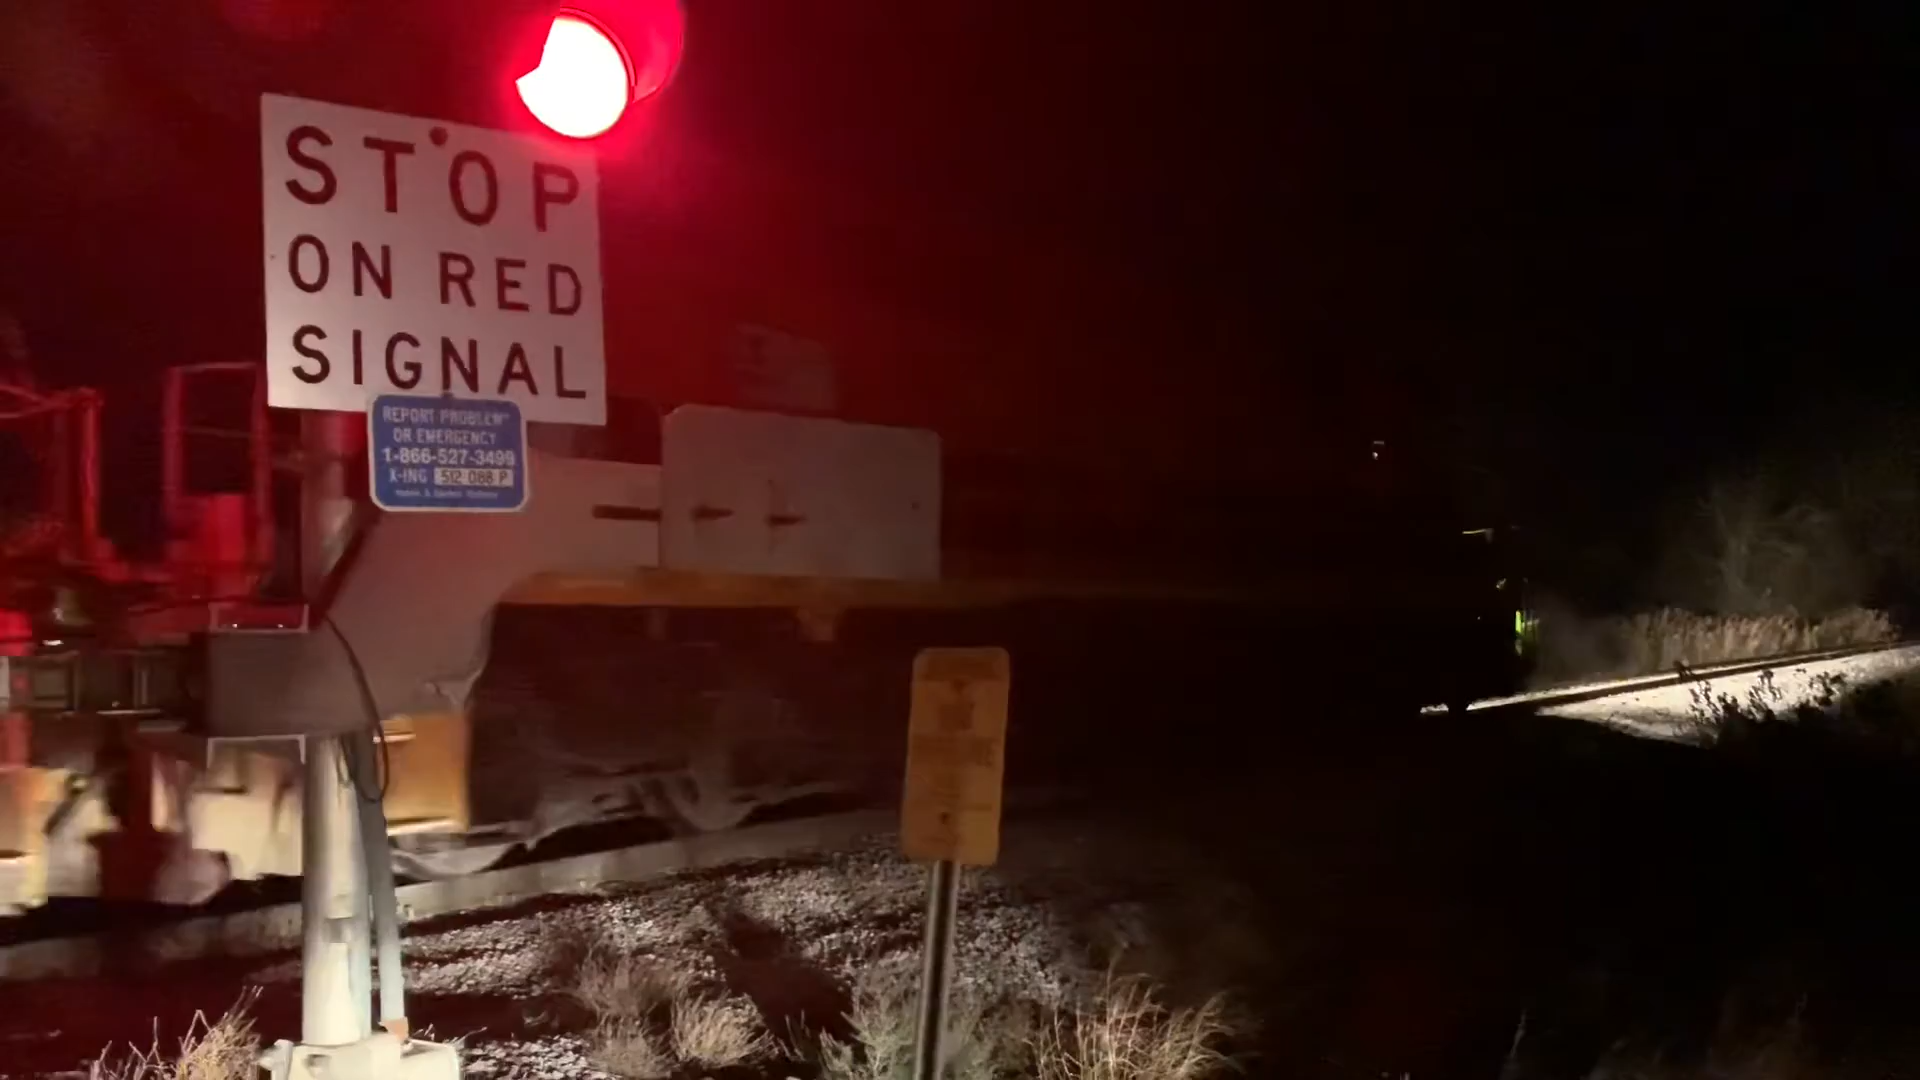 STOP
ON RED
SIGNAL
REPORT PROBLEM
OR EMERGENCY
1-866-527-3499
X-ING 512 088 P